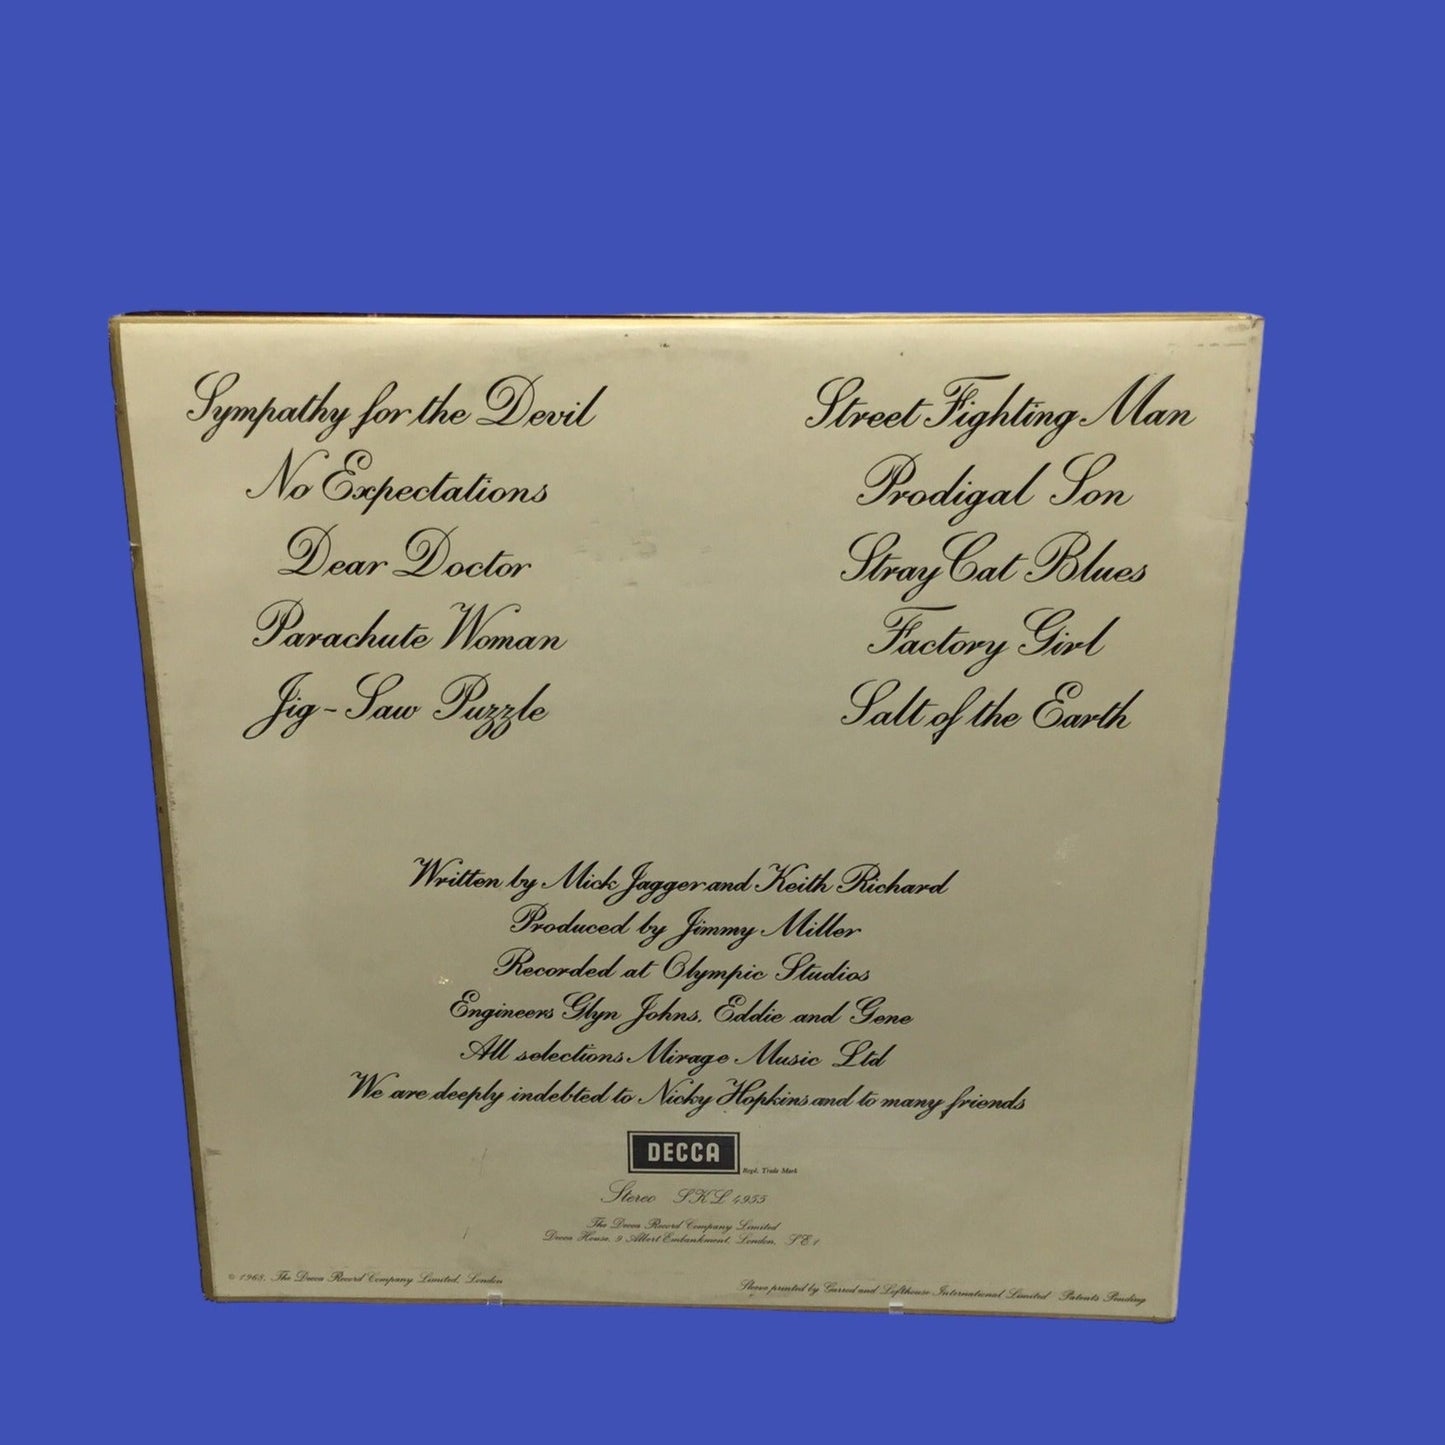 Sympathy for the Devil
No Expectations
Dear Doctor
Parachute Woman
Jig-Saw Puzzle
Street Fighting Man
Prodigal Son
Stray Cat Blues
Factory Girl
Salt of the Earth
Written by Mick Jagger and Keith Richard
Produced by Jimmy Miller
Recorded at Olympic Studios
Engineers Glyn Johns, Eddie and Gene
All selections Mirage Music Ltd
We are deeply indebted to Nicky Hopkins and to many friends
DECCA
Regd. Trade Mark
Stereo SKL 4955
The Decca Record Company Limited
Decca House, 9 Albert Embankment, London, SE1
© 1968, The Decca Record Company Limited, London
Sleeve printed by Garrod and Lofthouse International Limited Patents Pending